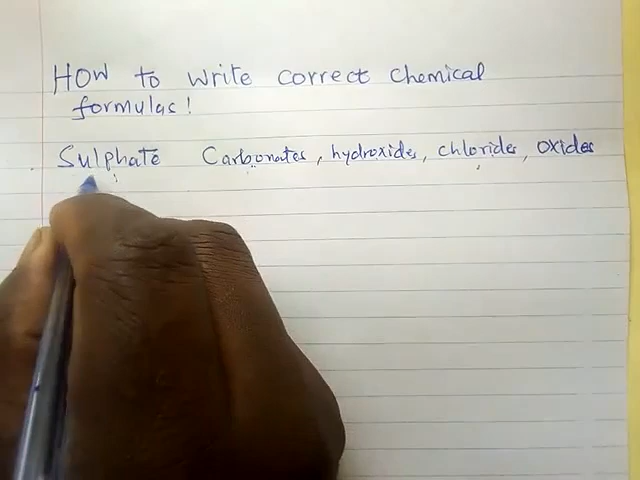 How to write correct chemical
formulas!
Sulphate Carbonates, hydroxides, chlorides, oxides